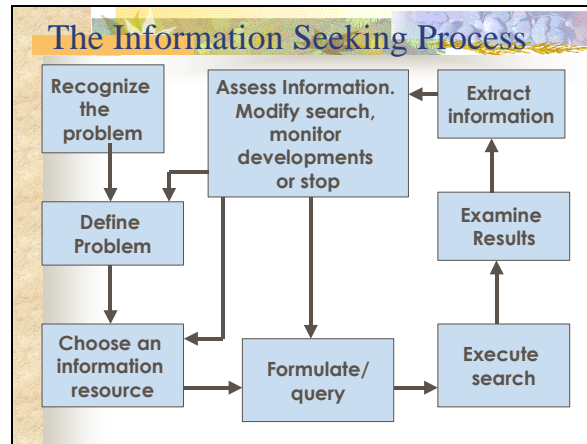 The Information Seeking Process
Recognize
the
problem
Assess Information.
Modify search,
monitor
developments
or stop
Extract
information
Define
Problem
Examine
Results
Choose an
information
resource
Formulate/
query
Execute
search